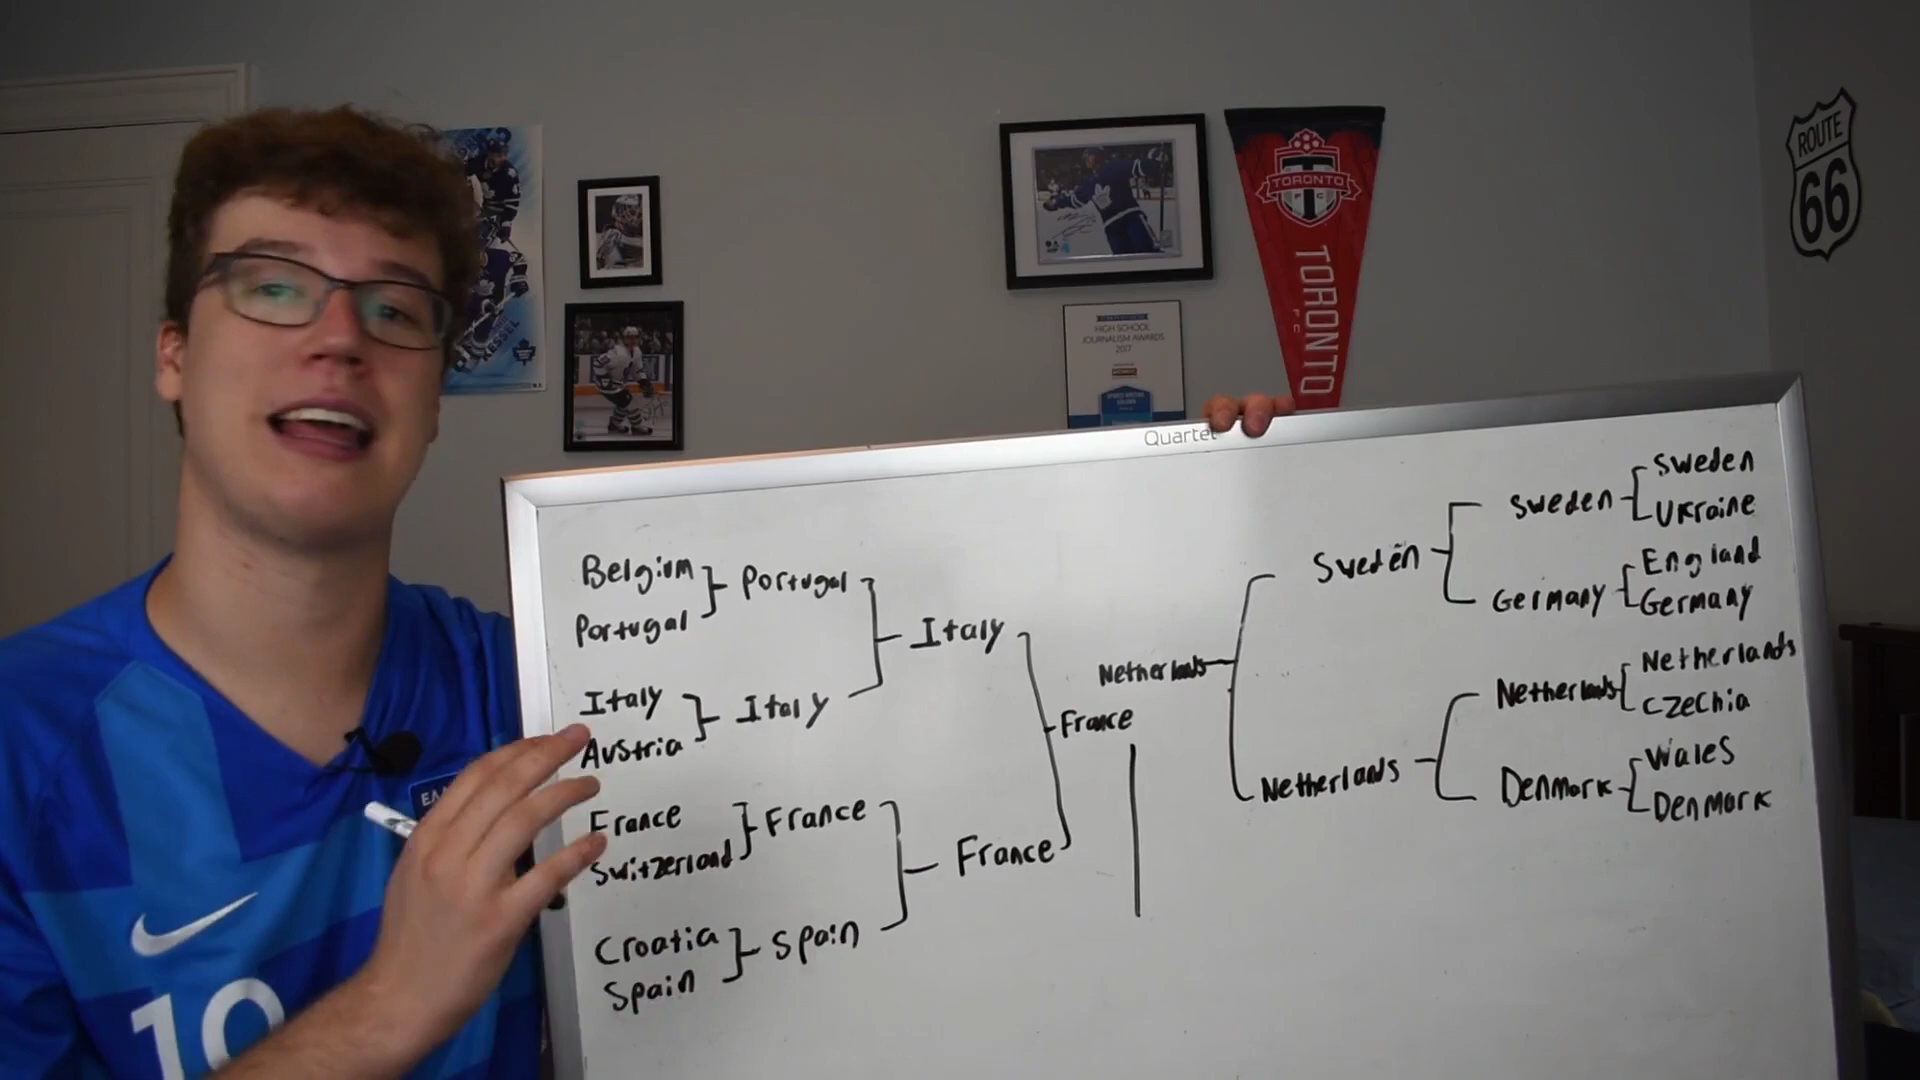 KESSEL
HIGH SCHOOL
JOURNALISM AWARDS
2017
TORONTO
F C
TORONTO
F C
ROUTE
66
Quartet
Belgium
Portugal
Portugal
Italy
Austria
Italy
Italy
France
Switzerland
France
Croatia
Spain
Spain
France
France
Netherlands
Sweden
Netherlands
Sweden
Germany
Netherlands
Denmark
Sweden
Ukraine
England
Germany
Netherlands
Czechia
Wales
Denmark
10